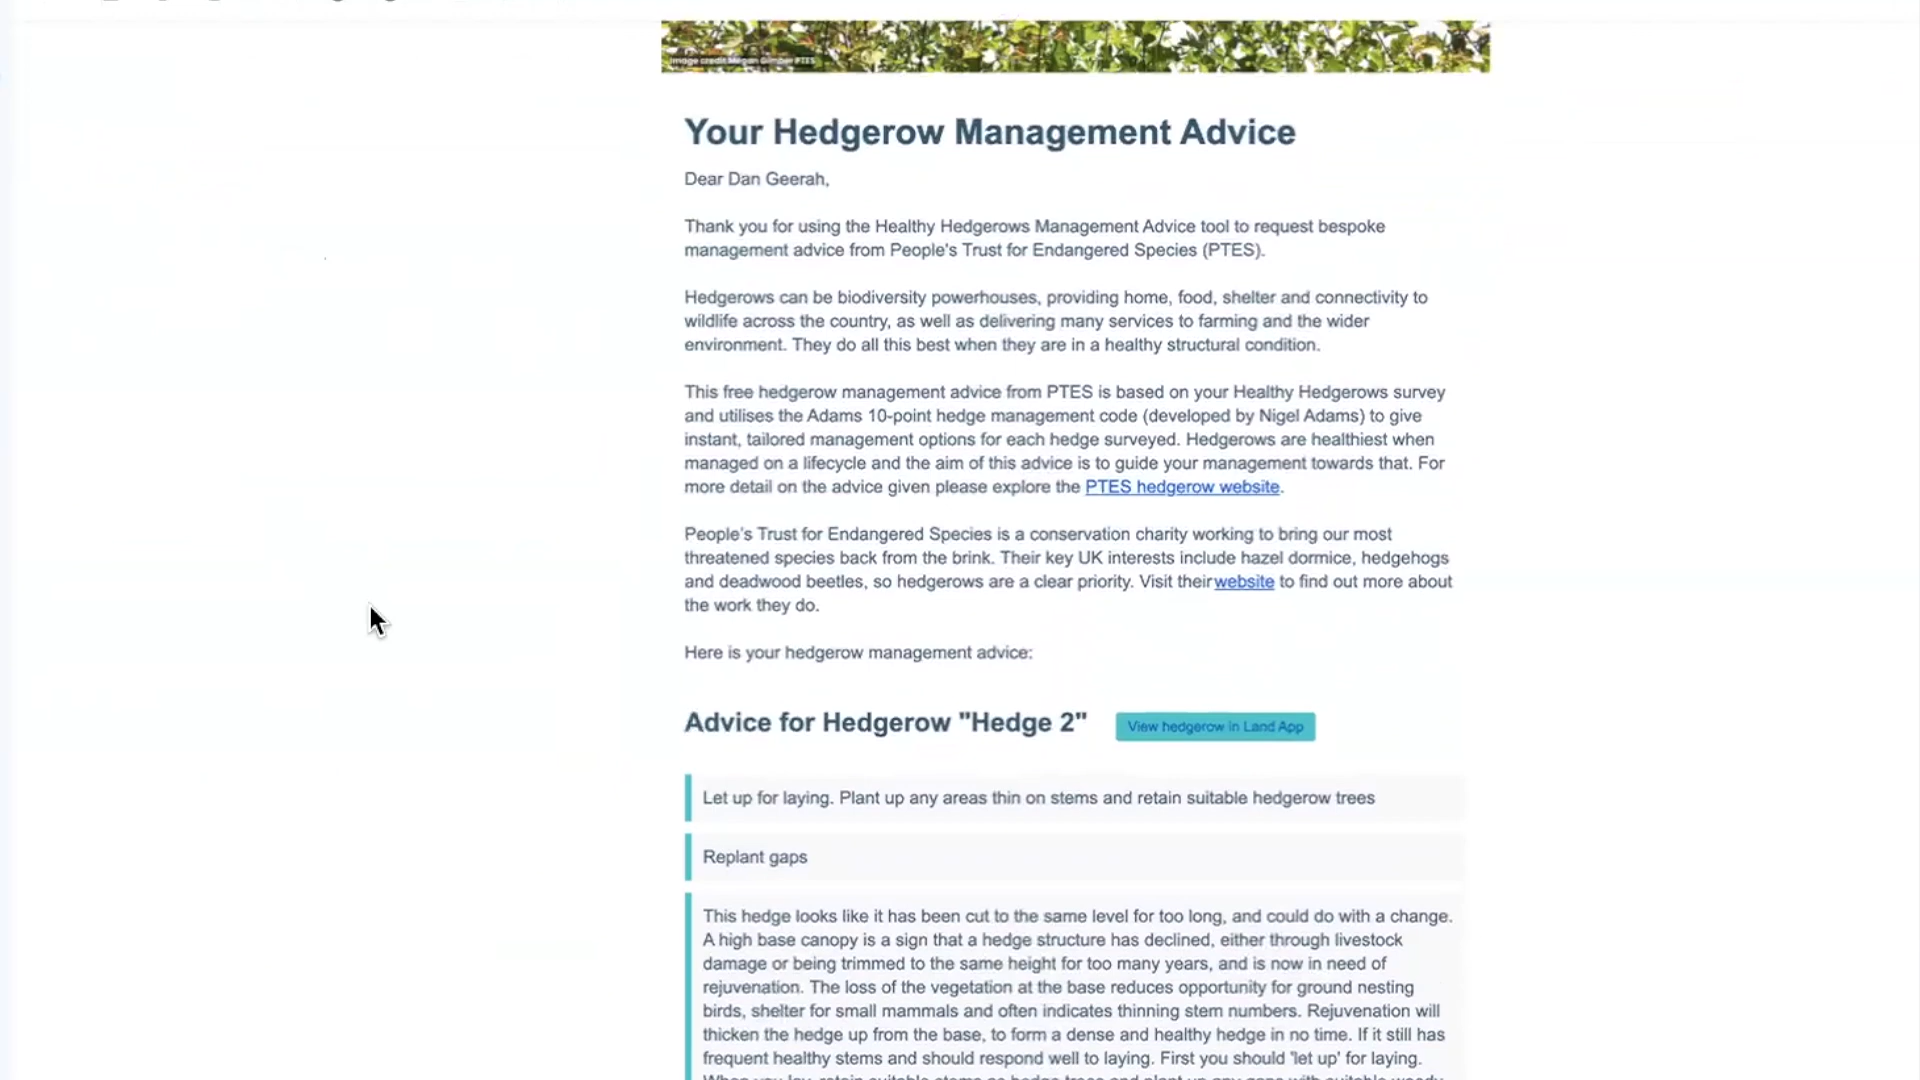 Image credit Megan Gimber PTES
Your Hedgerow Management Advice
Dear Dan Geerah,
Thank you for using the Healthy Hedgerows Management Advice tool to request bespoke
management advice from People's Trust for Endangered Species (PTES).
Hedgerows can be biodiversity powerhouses, providing home, food, shelter and connectivity to
wildlife across the country, as well as delivering many services to farming and the wider
environment. They do all this best when they are in a healthy structural condition.
This free hedgerow management advice from PTES is based on your Healthy Hedgerows survey
and utilises the Adams 10-point hedge management code (developed by Nigel Adams) to give
instant, tailored management options for each hedge surveyed. Hedgerows are healthiest when
managed on a lifecycle and the aim of this advice is to guide your management towards that. For
more detail on the advice given please explore the PTES hedgerow website.
People's Trust for Endangered Species is a conservation charity working to bring our most
threatened species back from the brink. Their key UK interests include hazel dormice, hedgehogs
and deadwood beetles, so hedgerows are a clear priority. Visit their website to find out more about
the work they do.
Here is your hedgerow management advice:
Advice for Hedgerow "Hedge 2"
View hedgerow in Land App
Let up for laying. Plant up any areas thin on stems and retain suitable hedgerow trees
Replant gaps
This hedge looks like it has been cut to the same level for too long, and could do with a change.
A high base canopy is a sign that a hedge structure has declined, either through livestock
damage or being trimmed to the same height for too many years, and is now in need of
rejuvenation. The loss of the vegetation at the base reduces opportunity for ground nesting
birds, shelter for small mammals and often indicates thinning stem numbers. Rejuvenation will
thicken the hedge up from the base, to form a dense and healthy hedge in no time. If it still has
frequent healthy stems and should respond well to laying. First you should 'let up' for laying.